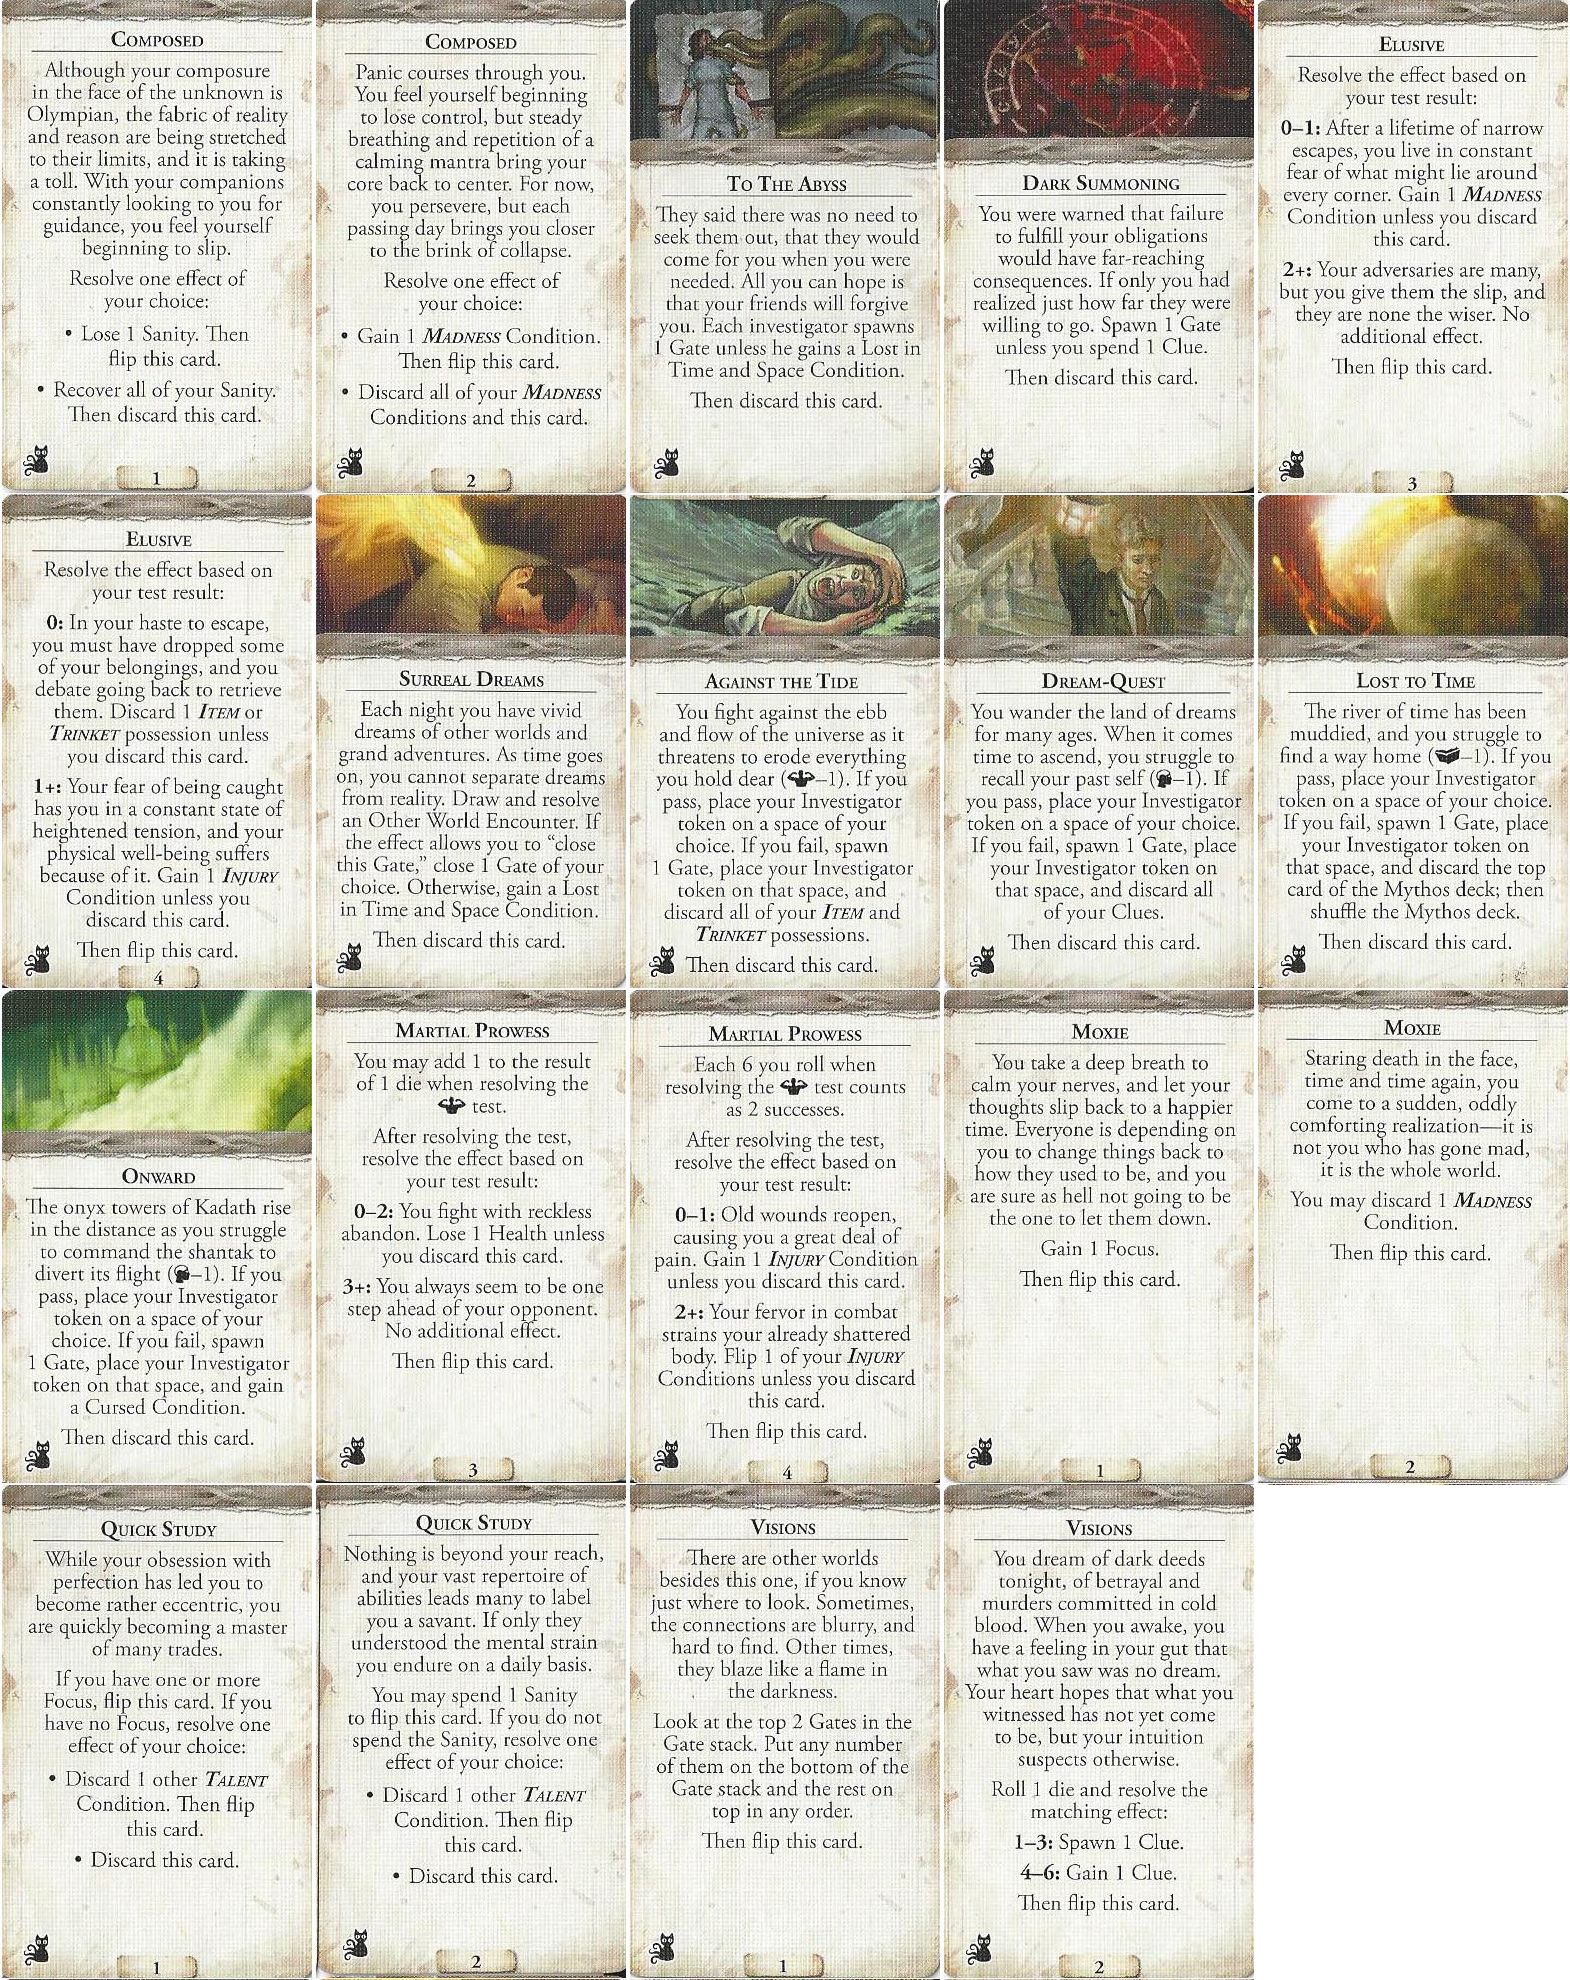 COMPOSED
Although your composure
in the face of the unknown is
Olympian, the fabric of reality
and reason are being stretched
to their limits, and it is taking
a toll. With your companions
constantly looking to you for
guidance, you feel yourself
beginning to slip.
Resolve one effect of
your choice:
• Lose 1 Sanity. Then
flip this card.
• Recover all of your Sanity.
Then discard this card.
1
COMPOSED
Panic courses through you.
You feel yourself beginning
to lose control, but steady
breathing and repetition of a
calming mantra bring your
core back to center. For now,
you persevere, but each
passing day brings you closer
to the brink of collapse.
Resolve one effect of
your choice:
• Gain 1 MADNESS Condition.
Then flip this card.
• Discard all of your MADNESS
Conditions and this card.
2
TO THE ABYSS
They said there was no need to
seek them out, that they would
come for you when you were
needed. All you can hope is
that your friends will forgive
you. Each investigator spawns
1 Gate unless he gains a Lost in
Time and Space Condition.
Then discard this card.
DARK SUMMONING
You were warned that failure
to fulfill your obligations
would have far-reaching
consequences. If only you had
realized just how far they were
willing to go. Spawn 1 Gate
unless you spend 1 Clue.
Then discard this card.
ELUSIVE
Resolve the effect based on
your test result:
0–1: After a lifetime of narrow
escapes, you live in constant
fear of what might lie around
every corner. Gain 1 MADNESS
Condition unless you discard
this card.
2+: Your adversaries are many,
but you give them the slip, and
they are none the wiser. No
additional effect.
Then flip this card.
3
ELUSIVE
Resolve the effect based on
your test result:
0: In your haste to escape,
you must have dropped some
of your belongings, and you
debate going back to retrieve
them. Discard 1 ITEM or
TRINKET possession unless
you discard this card.
1+: Your fear of being caught
has you in a constant state of
heightened tension, and your
physical well-being suffers
because of it. Gain 1 INJURY
Condition unless you
discard this card.
Then flip this card.
4
SURREAL DREAMS
Each night you have vivid
dreams of other worlds and
grand adventures. As time goes
on, you cannot separate dreams
from reality. Draw and resolve
an Other World Encounter. If
the effect allows you to “close
this Gate,” close 1 Gate of your
choice. Otherwise, gain a Lost
in Time and Space Condition.
Then discard this card.
AGAINST THE TIDE
You fight against the ebb
and flow of the universe as it
threatens to erode everything
you hold dear (–1). If you
pass, place your Investigator
token on a space of your
choice. If you fail, spawn
1 Gate, place your Investigator
token on that space, and
discard all of your ITEM and
TRINKET possessions.
Then discard this card.
DREAM-QUEST
You wander the land of dreams
for many ages. When it comes
time to ascend, you struggle to
recall your past self (–1). If
you pass, place your Investigator
token on a space of your choice.
If you fail, spawn 1 Gate, place
your Investigator token on
that space, and discard all
of your Clues.
Then discard this card.
LOST TO TIME
The river of time has been
muddied, and you struggle to
find a way home (–1). If you
pass, place your Investigator
token on a space of your choice.
If you fail, spawn 1 Gate, place
your Investigator token on
that space, and discard the top
card of the Mythos deck; then
shuffle the Mythos deck.
Then discard this card.
ONWARD
The onyx towers of Kadath rise
in the distance as you struggle
to command the shantak to
divert its flight (–1). If you
pass, place your Investigator
token on a space of your
choice. If you fail, spawn
1 Gate, place your Investigator
token on that space, and gain
a Cursed Condition.
Then discard this card.
MARTIAL PROWESS
You may add 1 to the result
of 1 die when resolving the
test.
After resolving the test,
resolve the effect based on
your test result:
0–2: You fight with reckless
abandon. Lose 1 Health unless
you discard this card.
3+: You always seem to be one
step ahead of your opponent.
No additional effect.
Then flip this card.
3
MARTIAL PROWESS
Each 6 you roll when
resolving the test counts
as 2 successes.
After resolving the test,
resolve the effect based on
your test result:
0–1: Old wounds reopen,
causing you a great deal of
pain. Gain 1 INJURY Condition
unless you discard this card.
2+: Your fervor in combat
strains your already shattered
body. Flip 1 of your INJURY
Conditions unless you discard
this card.
Then flip this card.
4
MOXIE
You take a deep breath to
calm your nerves, and let your
thoughts slip back to a happier
time. Everyone is depending on
you to change things back to
how they used to be, and you
are sure as hell not going to be
the one to let them down.
Gain 1 Focus.
Then flip this card.
1
MOXIE
Staring death in the face,
time and time again, you
come to a sudden, oddly
comforting realization—it is
not you who has gone mad,
it is the whole world.
You may discard 1 MADNESS
Condition.
Then flip this card.
2
QUICK STUDY
While your obsession with
perfection has led you to
become rather eccentric, you
are quickly becoming a master
of many trades.
If you have one or more
Focus, flip this card. If you
have no Focus, resolve one
effect of your choice:
• Discard 1 other TALENT
Condition. Then flip
this card.
• Discard this card.
1
QUICK STUDY
Nothing is beyond your reach,
and your vast repertoire of
abilities leads many to label
you a savant. If only they
understood the mental strain
you endure on a daily basis.
You may spend 1 Sanity
to flip this card. If you do not
spend the Sanity, resolve one
effect of your choice:
• Discard 1 other TALENT
Condition. Then flip
this card.
• Discard this card.
2
VISIONS
There are other worlds
besides this one, if you know
just where to look. Sometimes,
the connections are blurry, and
hard to find. Other times,
they blaze like a flame in
the darkness.
Look at the top 2 Gates in the
Gate stack. Put any number
of them on the bottom of the
Gate stack and the rest on
top in any order.
Then flip this card.
1
VISIONS
You dream of dark deeds
tonight, of betrayal and
murders committed in cold
blood. When you awake, you
have a feeling in your gut that
what you saw was no dream.
Your heart hopes that what you
witnessed has not yet come
to be, but your intuition
suspects otherwise.
Roll 1 die and resolve the
matching effect:
1–3: Spawn 1 Clue.
4–6: Gain 1 Clue.
Then flip this card.
2